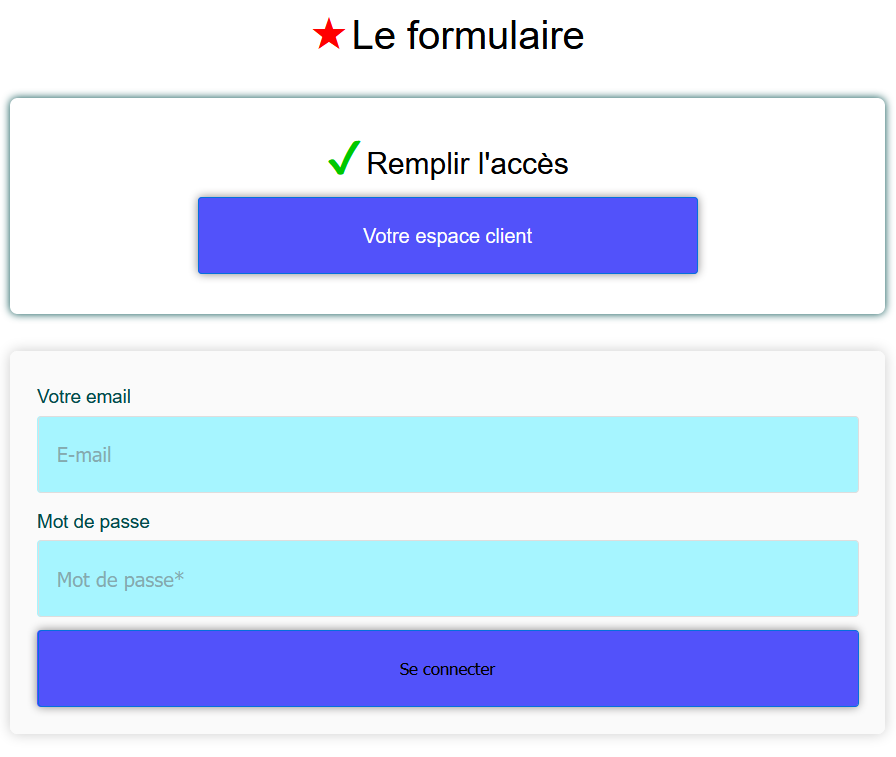 Le formulaire
Remplir l'accès
Votre espace client
Votre email
E-mail
Mot de passe
Mot de passe*
Se connecter